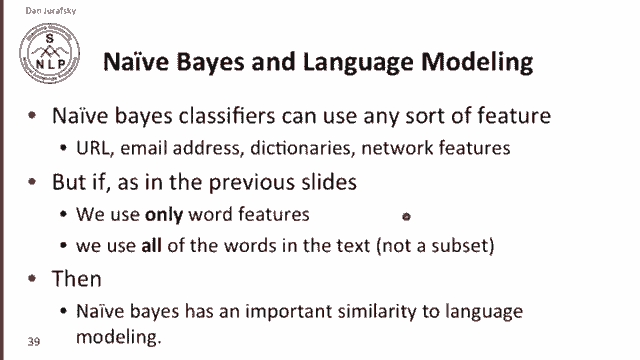 Dan Jurafsky
S
N L P
Naïve Bayes and Language Modeling
• Naïve bayes classifiers can use any sort of feature
• URL, email address, dictionaries, network features
• But if, as in the previous slides
• We use only word features
• we use all of the words in the text (not a subset)
• Then
• Naïve bayes has an important similarity to language
modeling.
39